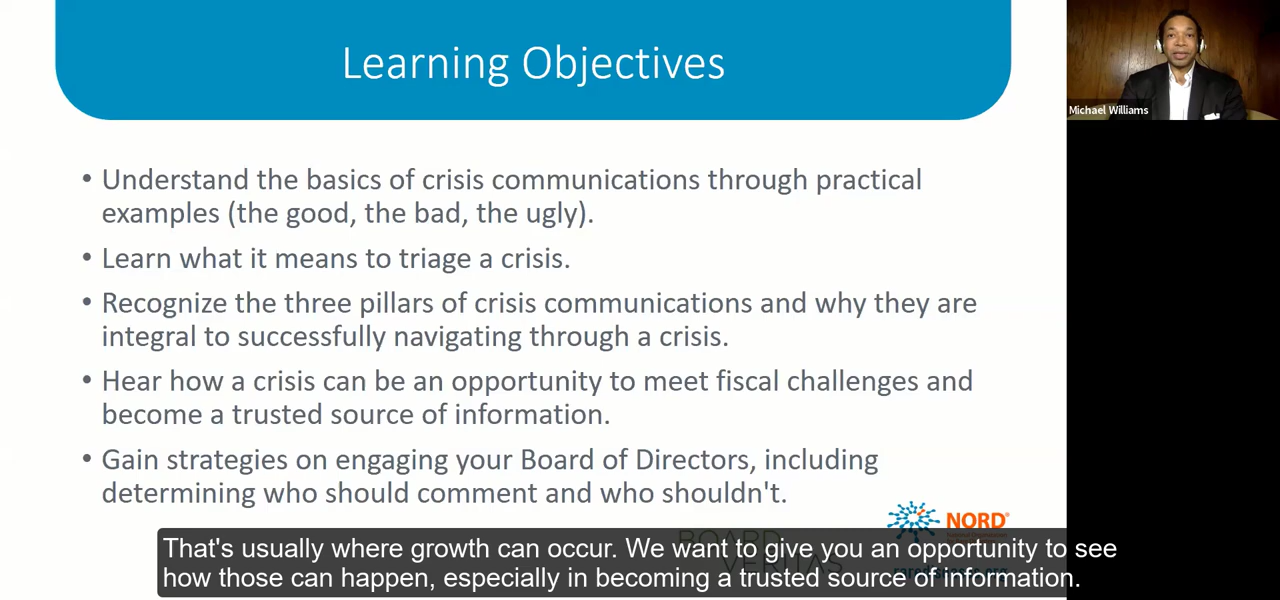 Learning Objectives
Michael Williams
• Understand the basics of crisis communications through practical
examples (the good, the bad, the ugly).
• Learn what it means to triage a crisis.
• Recognize the three pillars of crisis communications and why they are
integral to successfully navigating through a crisis.
• Hear how a crisis can be an opportunity to meet fiscal challenges and
become a trusted source of information.
• Gain strategies on engaging your Board of Directors, including
determining who should comment and who shouldn't.
NORD®
That's usually where growth can occur. We want to give you an opportunity to see
how those can happen, especially in becoming a trusted source of information.